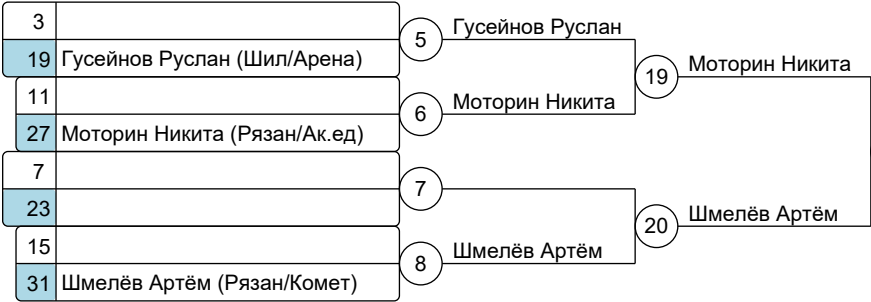 3
5
Гусейнов Руслан
19 Гусейнов Руслан (Шил/Арена)
19
Моторин Никита
11
6
Моторин Никита
27 Моторин Никита (Рязан/Ак.ед)
7
7
23
20
Шмелёв Артём
15
8
Шмелёв Артём
31 Шмелёв Артём (Рязан/Комет)